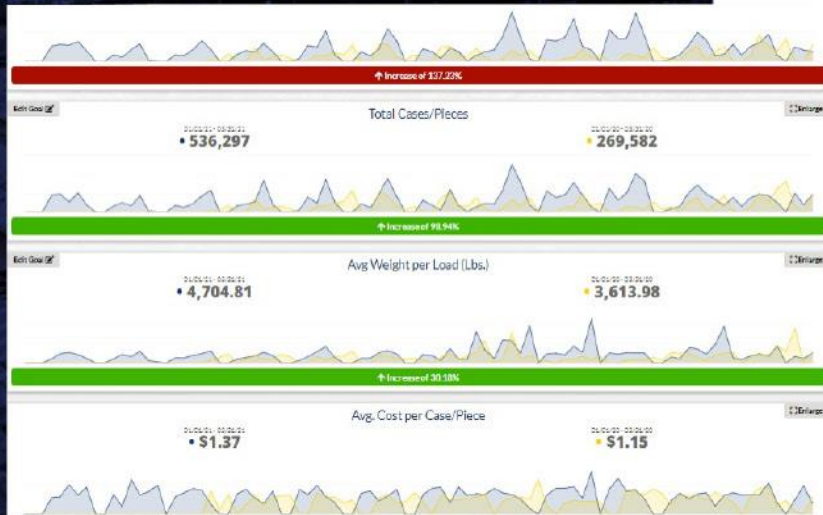 ↑ Increase of 137.23%
Edit Goal
Total Cases/Pieces
Enlarge
536,297
269,582
↑ Increase of 98.94%
Edit Goal
Avg Weight per Load (Lbs.)
Enlarge
4,704.81
3,613.98
↑ Increase of 30.18%
Avg. Cost per Case/Piece
Enlarge
$1.37
$1.15